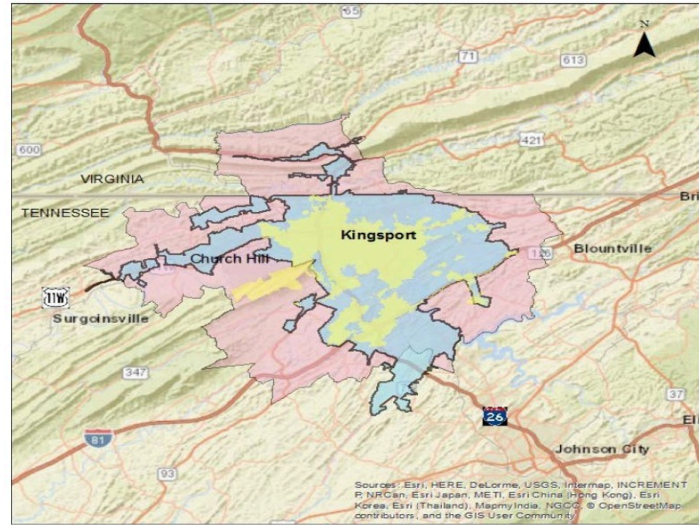 65
N
71
613
421
600
VIRGINIA
TENNESSEE
Bri
Kingsport
126
Blountville
Church Hill
11W
Surgoinsville
347
37
26
El
81
Johnson City
93
Sources: Esri, HERE, DeLorme, USGS, Intermap, INCREMENT
P, NRCan, Esri Japan, METI, Esri China (Hong Kong), Esri
Korea, Esri (Thailand), MapmyIndia, NGCC, © OpenStreetMap
contributors, and the GIS User Community